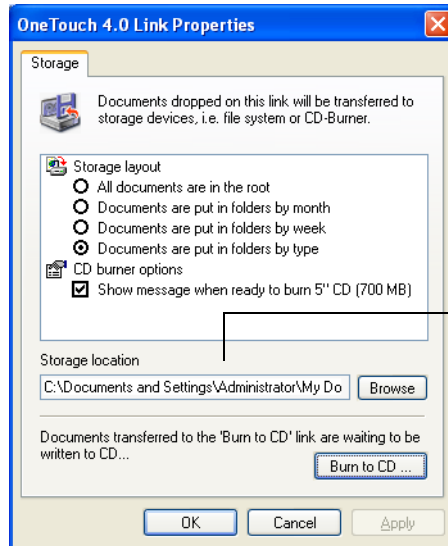 OneTouch 4.0 Link Properties
Storage
Documents dropped on this link will be transferred to
storage devices, i.e. file system or CD-Burner.
Storage layout
All documents are in the root
Documents are put in folders by month
Documents are put in folders by week
Documents are put in folders by type
CD burner options
Show message when ready to burn 5" CD (700 MB)
Storage location
C:\Documents and Settings\Administrator\My Do
Browse
Documents transferred to the 'Burn to CD' link are waiting to be
written to CD...
Burn to CD ...
OK Cancel Apply